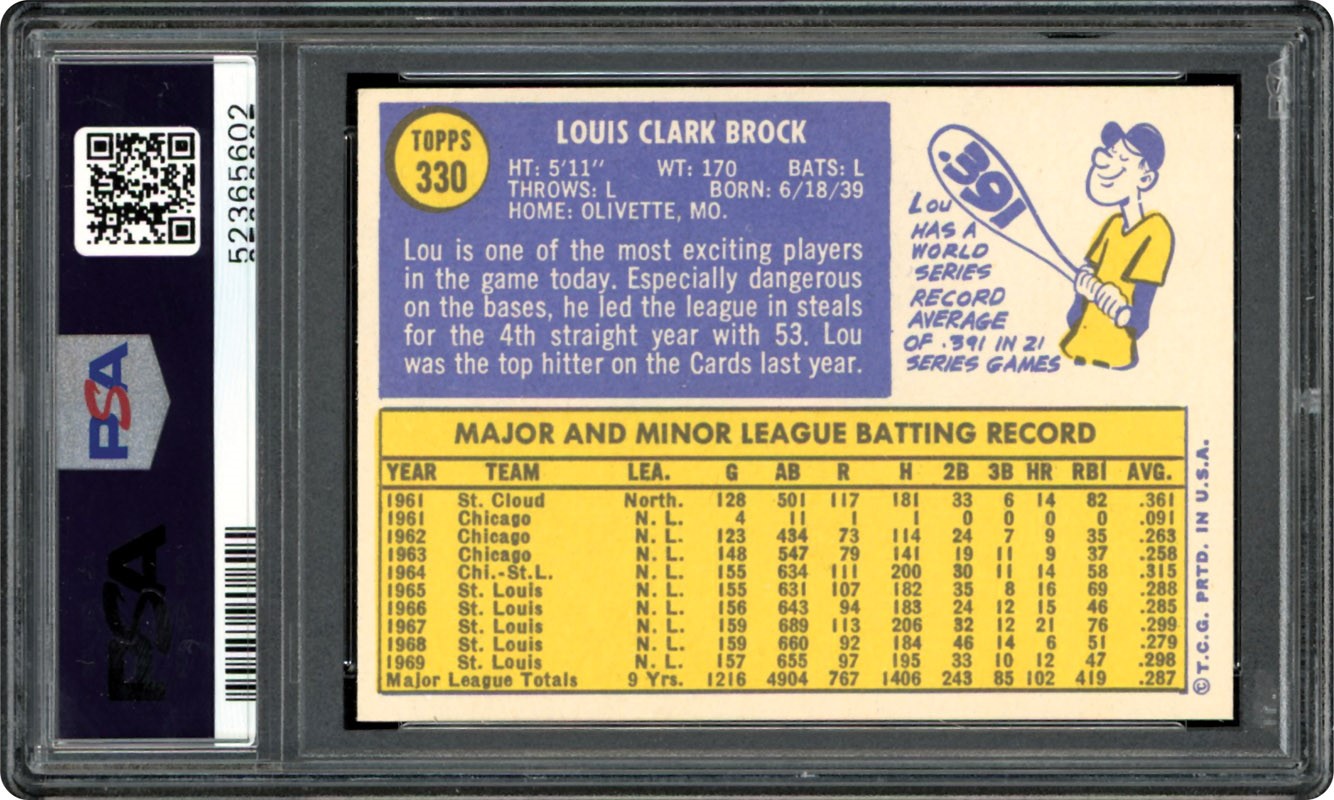 52365602
PSA
PSA
TOPPS
330
LOUIS CLARK BROCK
HT: 5'11'' WT: 170 BATS: L
THROWS: L BORN: 6/18/39
HOME: OLIVETTE, MO.
Lou is one of the most exciting players
in the game today. Especially dangerous
on the bases, he led the league in steals
for the 4th straight year with 53. Lou
was the top hitter on the Cards last year.
.391
LOU
HAS A
WORLD
SERIES
RECORD
AVERAGE
OF .391 IN 21
SERIES GAMES
MAJOR AND MINOR LEAGUE BATTING RECORD
YEAR TEAM LEA. G AB R H 2B 3B HR RBI AVG.
1961 St. Cloud North. 128 501 117 181 33 6 14 82 .361
1961 Chicago N. L. 4 11 1 1 0 0 0 0 .091
1962 Chicago N. L. 123 434 73 114 24 7 9 35 .263
1963 Chicago N. L. 148 547 79 141 19 11 9 37 .258
1964 Chi.-St.L. N. L. 155 634 111 200 30 11 14 58 .315
1965 St. Louis N. L. 155 631 107 182 35 8 16 69 .288
1966 St. Louis N. L. 156 643 94 183 24 12 15 46 .285
1967 St. Louis N. L. 159 689 113 206 32 12 21 76 .299
1968 St. Louis N. L. 159 660 92 184 46 14 6 51 .279
1969 St. Louis N. L. 157 655 97 195 33 10 12 47 .298
Major League Totals 9 Yrs. 1216 4904 767 1406 243 85 102 419 .287
© T.C.G. PRTD. IN U.S.A.
PSA